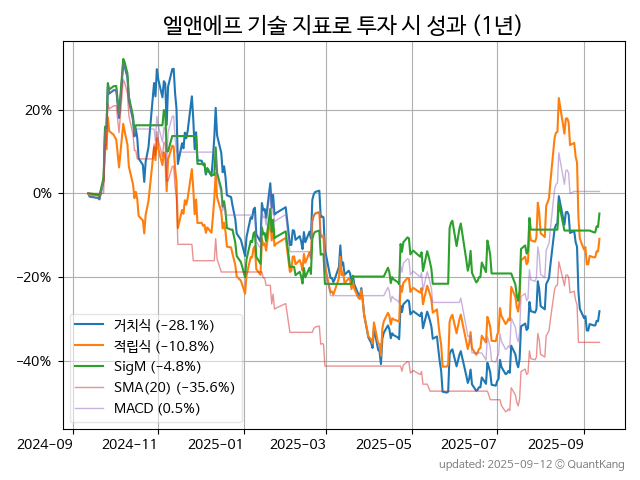 엘앤에프 기술 지표로 투자 시 성과 (1년)
20%
0%
−20%
−40%
거치식 (−28.1%)
적립식 (−10.8%)
SigM (−4.8%)
SMA(20) (−35.6%)
MACD (0.5%)
2024-09 2024-11 2025-01 2025-03 2025-05 2025-07 2025-09
updated: 2025-09-12 © QuantKang